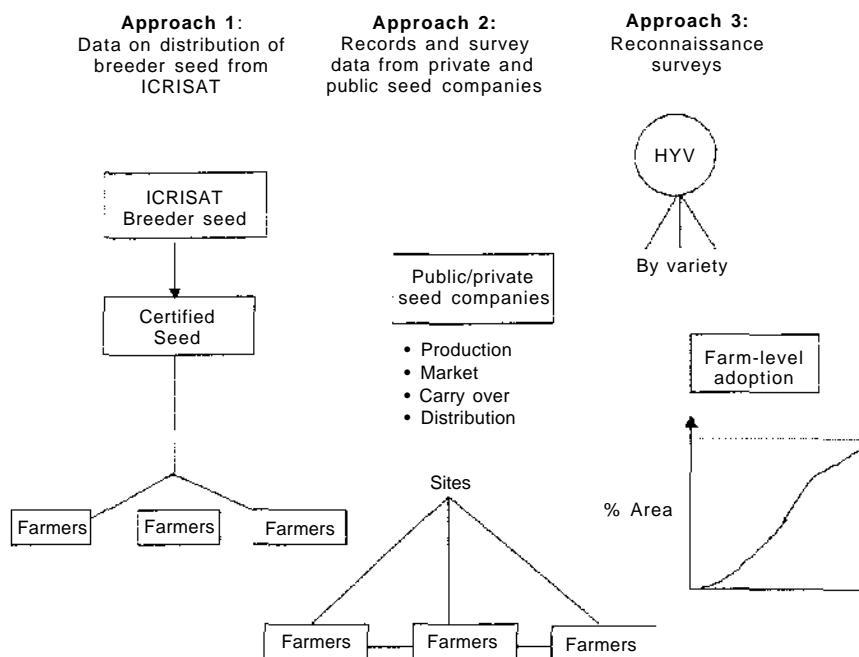 Approach 1:
Data on distribution of
breeder seed from
ICRISAT
ICRISAT
Breeder seed
Certified
Seed
Farmers
Farmers
Farmers
Approach 2:
Records and survey
data from private and
public seed companies
Public/private
seed companies
• Production
• Market
• Carry over
• Distribution
Sites
Farmers
Farmers
Farmers
Approach 3:
Reconnaissance
surveys
HYV
By variety
Farm-level
adoption
% Area